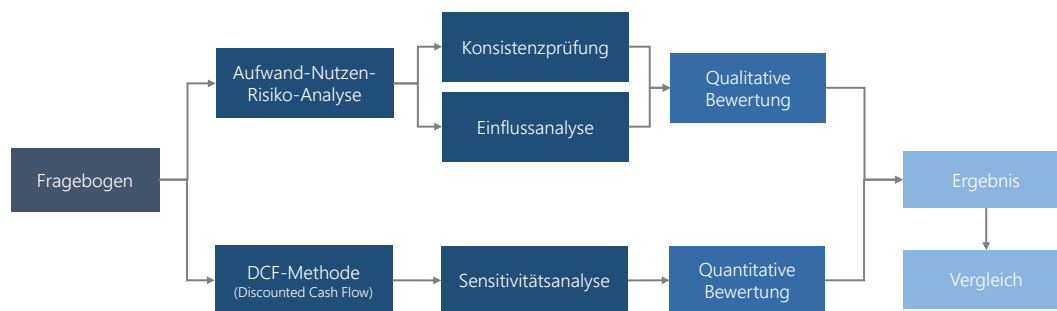 Fragebogen
Aufwand-Nutzen-
Risiko-Analyse
Konsistenzprüfung
Einflussanalyse
Qualitative
Bewertung
DCF-Methode
(Discounted Cash Flow)
Sensitivitätsanalyse
Quantitative
Bewertung
Ergebnis
Vergleich